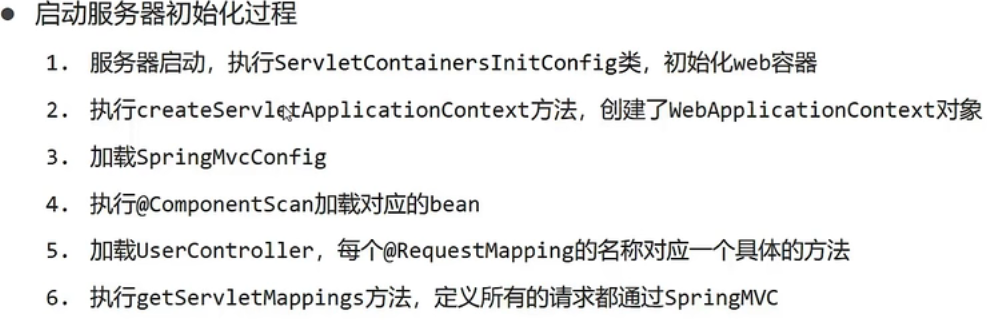 ● 启动服务器初始化过程
1. 服务器启动，执行ServletContainersInitConfig类，初始化web容器
2. 执行createServletApplicationContext方法，创建了WebApplicationContext对象
3. 加载SpringMvcConfig
4. 执行@ComponentScan加载对应的bean
5. 加载UserController，每个@RequestMapping的名称对应一个具体的方法
6. 执行getServletMappings方法，定义所有的请求都通过SpringMVC